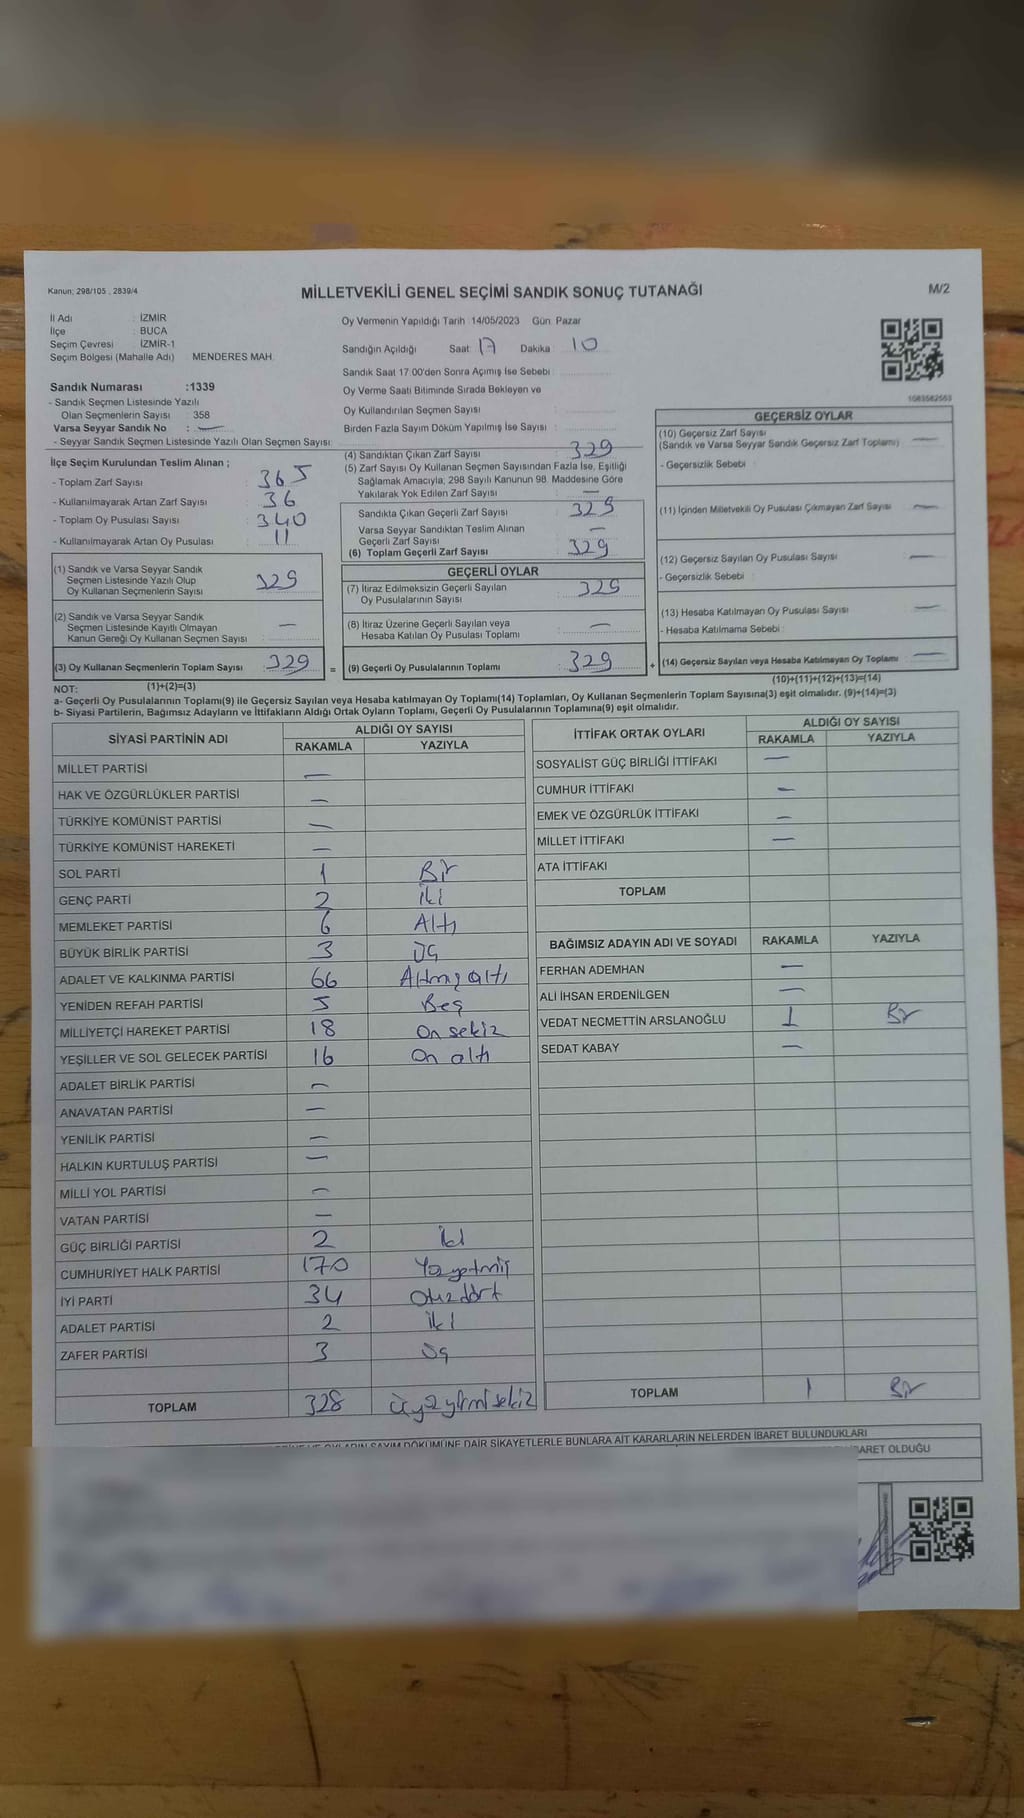 Kanun: 298/105 , 2839/4
MİLLETVEKİLİ GENEL SEÇİMİ SANDIK SONUÇ TUTANAĞI
M/2
İl Adı : İZMİR
İlçe : BUCA
Seçim Çevresi : İZMİR-1
Seçim Bölgesi (Mahalle Adı) MENDERES MAH.
Sandık Numarası :1339
- Sandık Seçmen Listesinde Yazılı
Olan Seçmenlerin Sayısı : 358
Varsa Seyyar Sandık No : —
- Seyyar Sandık Seçmen Listesinde Yazılı Olan Seçmen Sayısı:
Oy Vermenin Yapıldığı Tarih :14/05/2023 Gün: Pazar
Sandığın Açıldığı Saat: 17 Dakika: 10
Sandık Saat 17:00'den Sonra Açılmış İse Sebebi :
Oy Verme Saati Bitiminde Sırada Bekleyen ve
Oy Kullandırılan Seçmen Sayısı :
Birden Fazla Sayım Döküm Yapılmış İse Sayısı :
1083582553
İlçe Seçim Kurulundan Teslim Alınan ;
- Toplam Zarf Sayısı : 365
- Kullanılmayarak Artan Zarf Sayısı : 36
- Toplam Oy Pusulası Sayısı : 340
- Kullanılmayarak Artan Oy Pusulası : 11
(1) Sandık ve Varsa Seyyar Sandık
Seçmen Listesinde Yazılı Olup
Oy Kullanan Seçmenlerin Sayısı : 329
(2) Sandık ve Varsa Seyyar Sandık
Seçmen Listesinde Kayıtlı Olmayan
Kanun Gereği Oy Kullanan Seçmen Sayısı : —
(3) Oy Kullanan Seçmenlerin Toplam Sayısı : 329
(1)+(2)=(3)
(4) Sandıktan Çıkan Zarf Sayısı : 329
(5) Zarf Sayısı Oy Kullanan Seçmen Sayısından Fazla İse, Eşitliği
Sağlamak Amacıyla; 298 Sayılı Kanunun 98. Maddesine Göre
Yakılarak Yok Edilen Zarf Sayısı : —
Sandıkta Çıkan Geçerli Zarf Sayısı : 329
Varsa Seyyar Sandıktan Teslim Alınan
Geçerli Zarf Sayısı : —
(6) Toplam Geçerli Zarf Sayısı : 329
GEÇERLİ OYLAR
(7) İtiraz Edilmeksizin Geçerli Sayılan
Oy Pusulalarının Sayısı : 329
(8) İtiraz Üzerine Geçerli Sayılan veya
Hesaba Katılan Oy Pusulası Toplamı : —
= (9) Geçerli Oy Pusulalarının Toplamı : 329 +
GEÇERSİZ OYLAR
(10) Geçersiz Zarf Sayısı
(Sandık ve Varsa Seyyar Sandık Geçersiz Zarf Toplamı) : —
- Geçersizlik Sebebi :
(11) İçinden Milletvekili Oy Pusulası Çıkmayan Zarf Sayısı : —
(12) Geçersiz Sayılan Oy Pusulası Sayısı : —
- Geçersizlik Sebebi :
(13) Hesaba Katılmayan Oy Pusulası Sayısı : —
- Hesaba Katılmama Sebebi :
(14) Geçersiz Sayılan veya Hesaba Katılmayan Oy Toplamı : —
(10)+(11)+(12)+(13)=(14)
NOT:
a- Geçerli Oy Pusulalarının Toplamı(9) ile Geçersiz Sayılan veya Hesaba katılmayan Oy Toplamı(14) Toplamları, Oy Kullanan Seçmenlerin Toplam Sayısına(3) eşit olmalıdır. (9)+(14)=(3)
b- Siyasi Partilerin, Bağımsız Adayların ve İttifakların Aldığı Ortak Oyların Toplamı, Geçerli Oy Pusulalarının Toplamına(9) eşit olmalıdır.
SİYASİ PARTİNİN ADI ALDIĞI OY SAYISI
RAKAMLA YAZIYLA
MİLLET PARTİSİ —
HAK VE ÖZGÜRLÜKLER PARTİSİ —
TÜRKİYE KOMÜNİST PARTİSİ —
TÜRKİYE KOMÜNİST HAREKETİ —
SOL PARTİ 1 Bir
GENÇ PARTİ 2 İki
MEMLEKET PARTİSİ 6 Altı
BÜYÜK BİRLİK PARTİSİ 3 Üç
ADALET VE KALKINMA PARTİSİ 66 Altmış altı
YENİDEN REFAH PARTİSİ 5 Beş
MİLLİYETÇİ HAREKET PARTİSİ 18 On sekiz
YEŞİLLER VE SOL GELECEK PARTİSİ 16 On altı
ADALET BİRLİK PARTİSİ —
ANAVATAN PARTİSİ —
YENİLİK PARTİSİ —
HALKIN KURTULUŞ PARTİSİ —
MİLLİ YOL PARTİSİ —
VATAN PARTİSİ —
GÜÇ BİRLİĞİ PARTİSİ 2 İki
CUMHURİYET HALK PARTİSİ 170 Yüzyetmiş
İYİ PARTİ 34 Otuzdört
ADALET PARTİSİ 2 İki
ZAFER PARTİSİ 3 Üç
TOPLAM 328 Üçyüzyirmisekiz
İTTİFAK ORTAK OYLARI ALDIĞI OY SAYISI
RAKAMLA YAZIYLA
SOSYALİST GÜÇ BİRLİĞİ İTTİFAKI —
CUMHUR İTTİFAKI —
EMEK VE ÖZGÜRLÜK İTTİFAKI —
MİLLET İTTİFAKI —
ATA İTTİFAKI
TOPLAM
BAĞIMSIZ ADAYIN ADI VE SOYADI RAKAMLA YAZIYLA
FERHAN ADEMHAN —
ALİ İHSAN ERDENİLGEN —
VEDAT NECMETTİN ARSLANOĞLU 1 Bir
SEDAT KABAY —
TOPLAM 1 Bir
SAYIM DÖKÜMÜNE DAİR ŞİKAYETLERLE BUNLARA AİT KARARLARIN NELERDEN İBARET BULUNDUKLARI
OLDUĞU